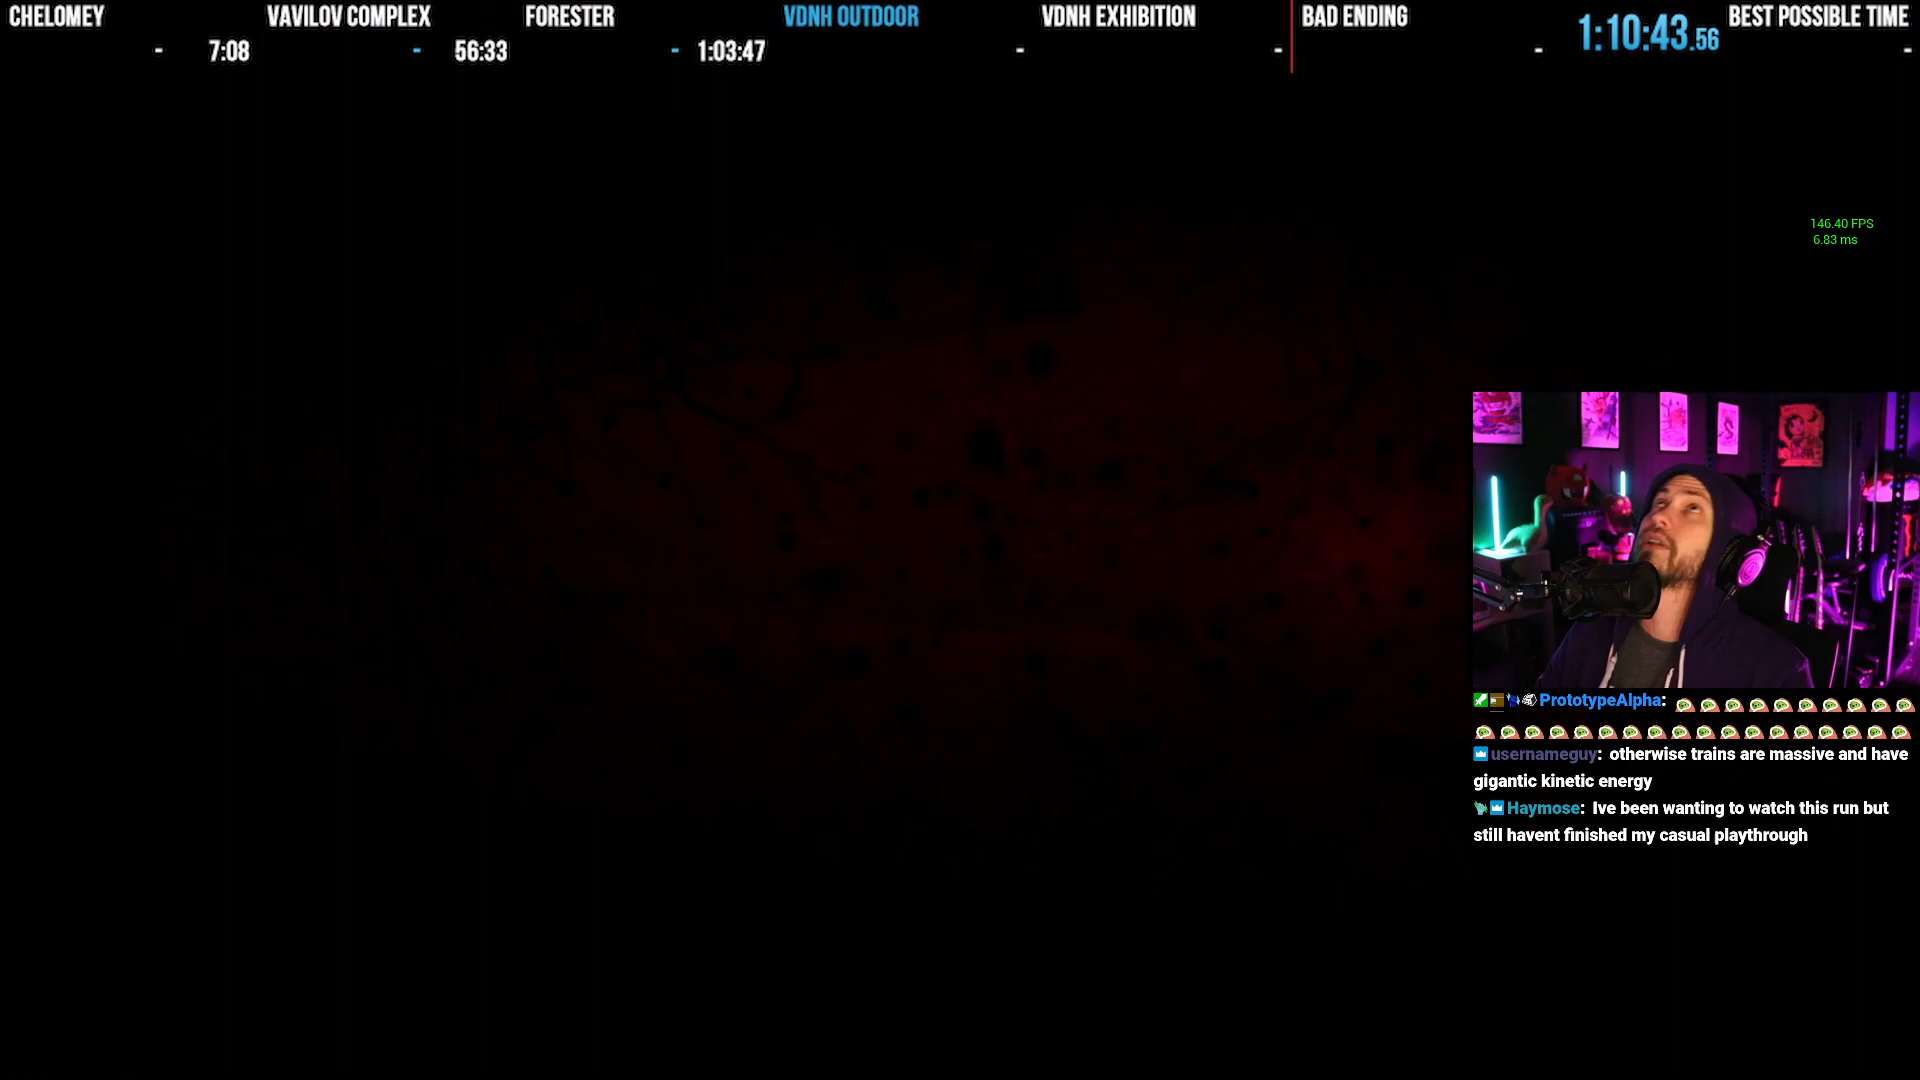 CHELOMEY VAVILOV COMPLEX FORESTER VDNH OUTDOOR VDNH EXHIBITION BAD ENDING 1:10:43.56 BEST POSSIBLE TIME
- 7:08 - 56:33 - 1:03:47 - - - -
146.40 FPS
6.83 ms
PrototypeAlpha:
usernameguy: otherwise trains are massive and have
gigantic kinetic energy
Haymose: Ive been wanting to watch this run but
still havent finished my casual playthrough